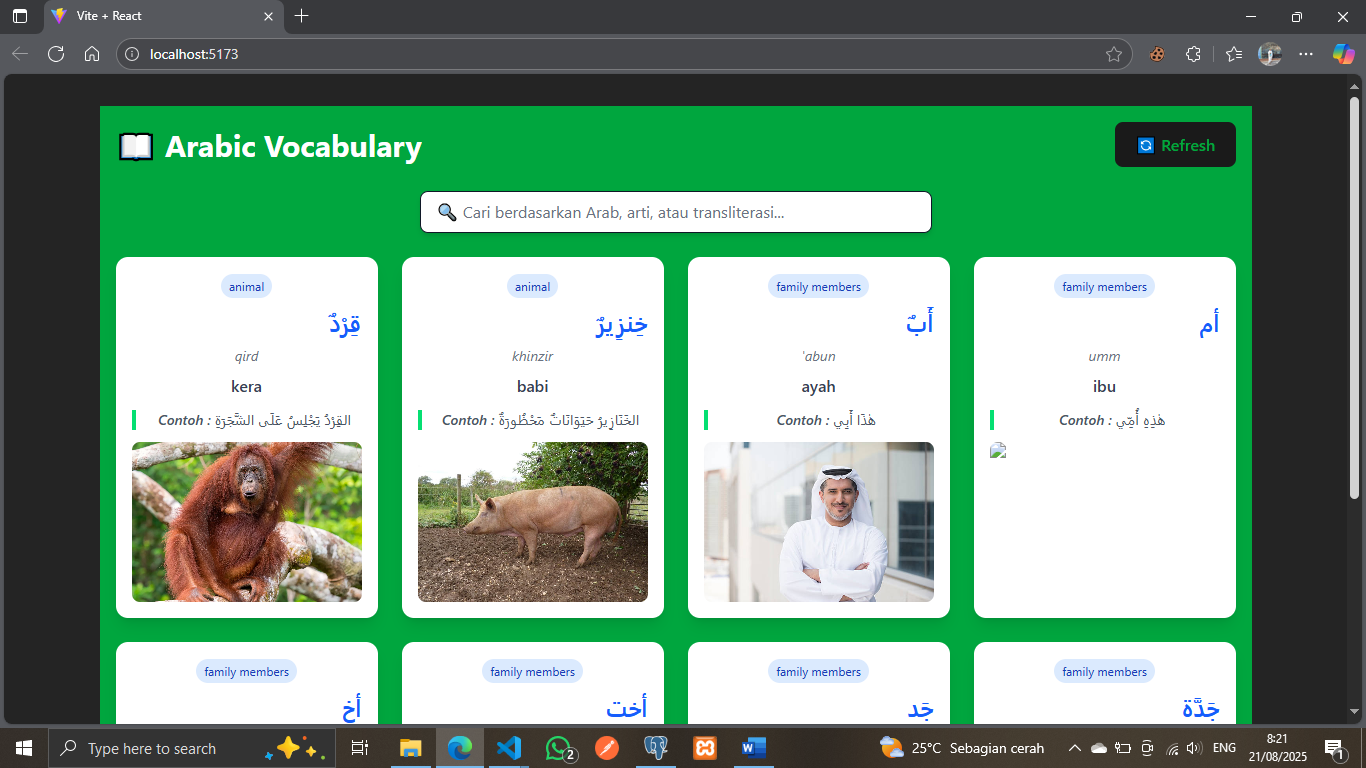 Vite + React
localhost:5173
Arabic Vocabulary
Refresh
Cari berdasarkan Arab, arti, atau transliterasi...
animal
قِرْدٌ
qird
kera
Contoh : القِرْدُ يَجْلِسُ عَلَى الشَّجَرَةِ
animal
خِنزِيرٌ
khinzir
babi
Contoh : الخَنَازِيرُ حَيَوَانَاتٌ مَحْظُورَةٌ
family members
أَبٌ
'abun
ayah
Contoh : هٰذَا أَبِي
family members
أم
umm
ibu
Contoh : هٰذِهِ أُمِّي
family members
أخ
family members
أخت
family members
جَد
family members
جَدَّة
Type here to search
2
25°C Sebagian cerah
ENG
8:21
21/08/2025
1